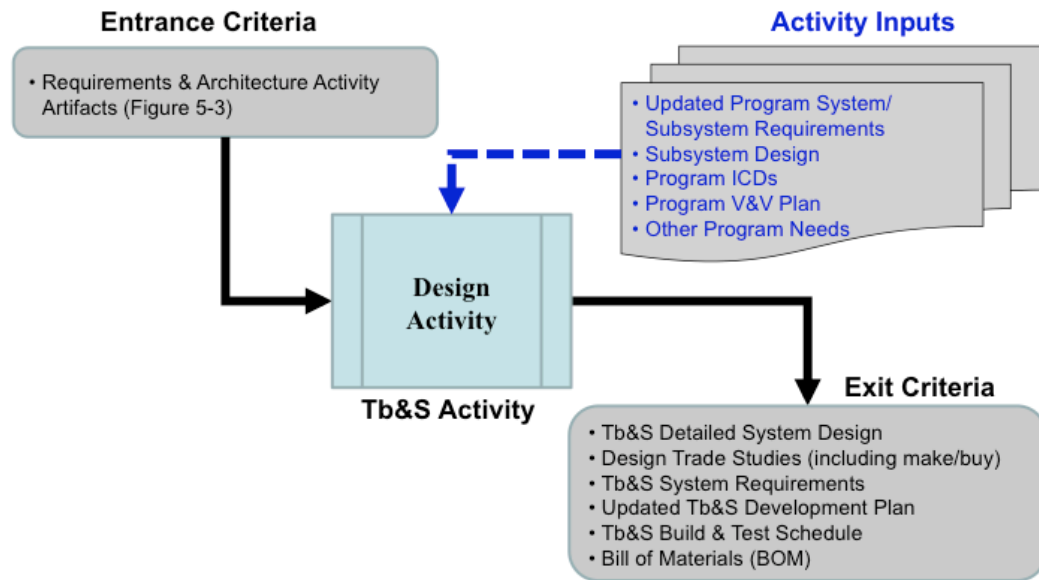 Entrance Criteria
• Requirements & Architecture Activity
Artifacts (Figure 5-3)
Activity Inputs
• Updated Program System/
Subsystem Requirements
• Subsystem Design
• Program ICDs
• Program V&V Plan
• Other Program Needs
Design
Activity
Tb&S Activity
Exit Criteria
• Tb&S Detailed System Design
• Design Trade Studies (including make/buy)
• Tb&S System Requirements
• Updated Tb&S Development Plan
• Tb&S Build & Test Schedule
• Bill of Materials (BOM)